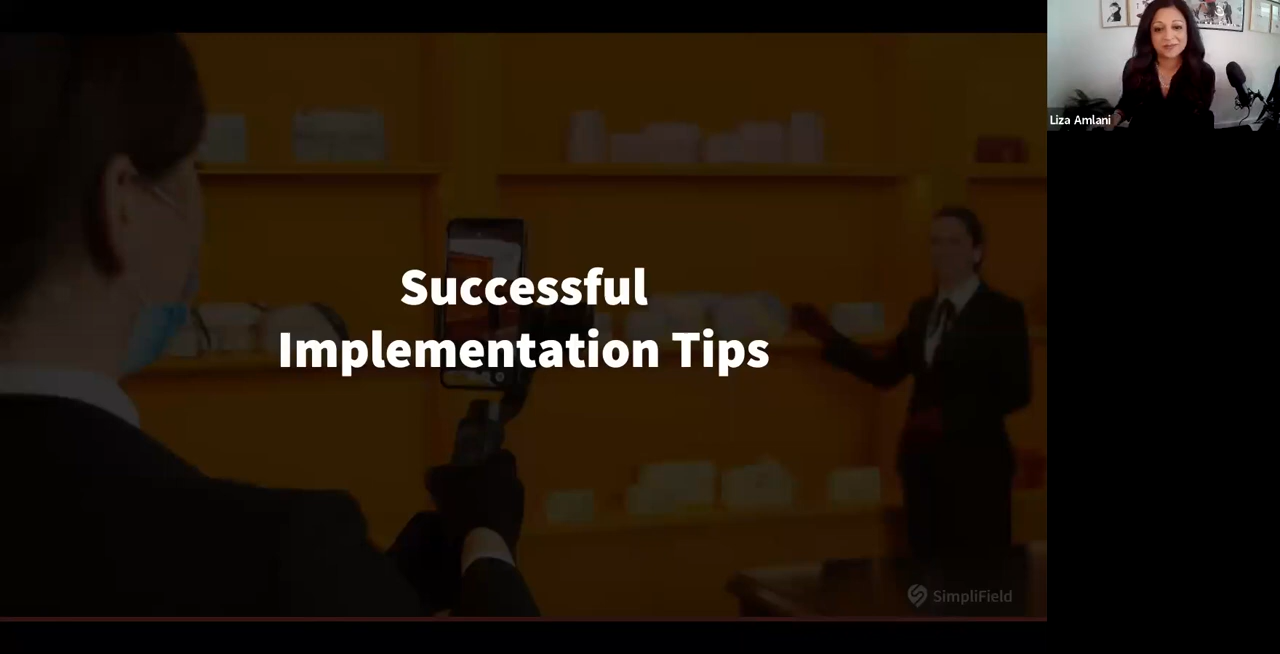 Successful
Implementation Tips
Liza Amlani
SimpliField